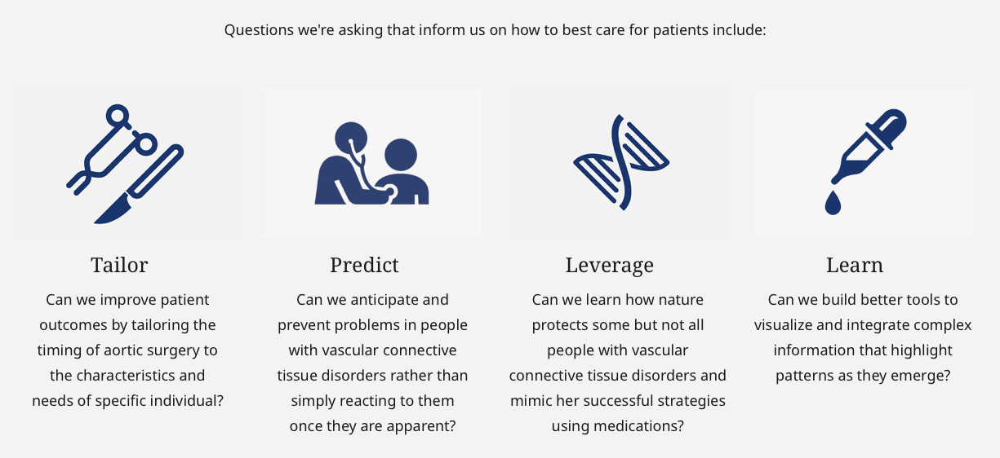 Questions we're asking that inform us on how to best care for patients include:
Tailor
Can we improve patient
outcomes by tailoring the
timing of aortic surgery to
the characteristics and
needs of specific individual?
Predict
Can we anticipate and
prevent problems in people
with vascular connective
tissue disorders rather than
simply reacting to them
once they are apparent?
Leverage
Can we learn how nature
protects some but not all
people with vascular
connective tissue disorders and
mimic her successful strategies
using medications?
Learn
Can we build better tools to
visualize and integrate complex
information that highlight
patterns as they emerge?